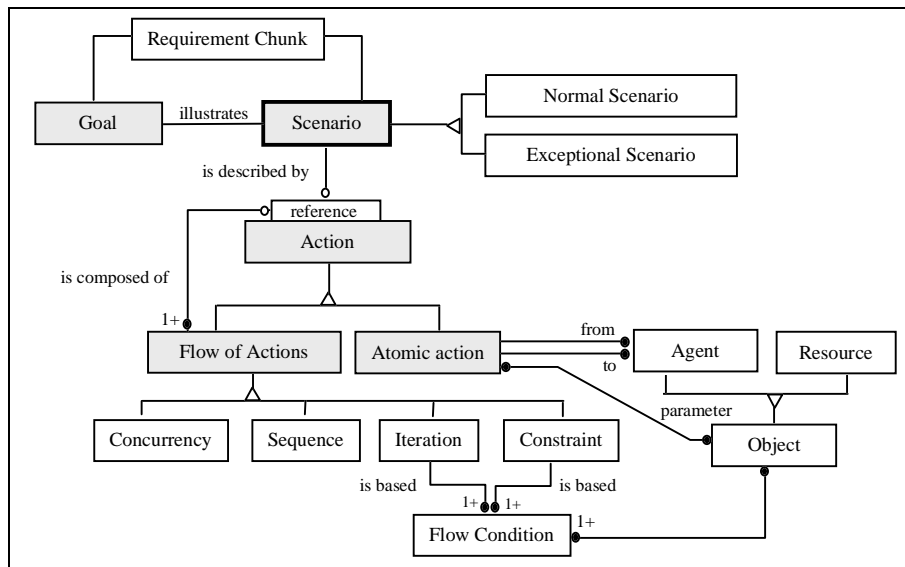 Requirement Chunk
Normal Scenario
illustrates
Goal
Scenario
Exceptional Scenario
is described by
reference
Action
is composed of
1+
from
Flow of Actions
Atomic action
Agent
Resource
to
parameter
Concurrency
Sequence
Iteration
Constraint
Object
is based
is based
1+
1+
1+
Flow Condition